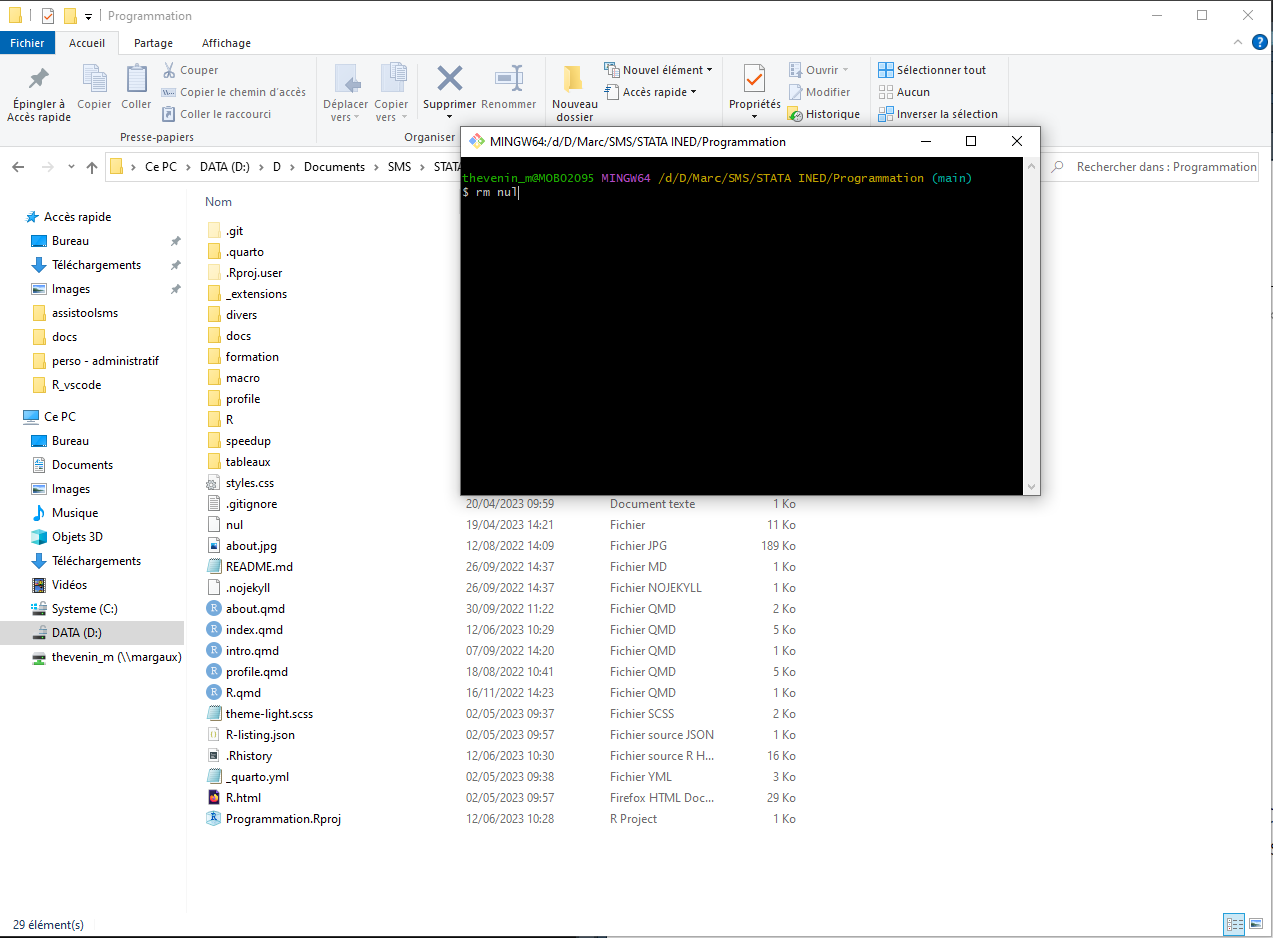 Programmation
Fichier Accueil Partage Affichage
Épingler à Accès rapide
Copier
Coller
Couper
Copier le chemin d'accès
Coller le raccourci
Presse-papiers
Déplacer vers
Copier vers
Supprimer
Renommer
Organiser
Nouveau dossier
Nouvel élément
Accès rapide
Propriétés
Ouvrir
Modifier
Historique
Sélectionner tout
Aucun
Inverser la sélection
Ce PC > DATA (D:) > D > Documents > SMS > STATA
Rechercher dans : Programmation
MINGW64:/d/D/Marc/SMS/STATA INED/Programmation
thevenin_m@MOB02095 MINGW64 /d/D/Marc/SMS/STATA INED/Programmation (main)
$ rm nul
Accès rapide
Bureau
Téléchargements
Images
assistoolsms
docs
perso - administratif
R_vscode
Ce PC
Bureau
Documents
Images
Musique
Objets 3D
Téléchargements
Vidéos
Systeme (C:)
DATA (D:)
thevenin_m (\\margaux)
Nom
.git
.quarto
.Rproj.user
_extensions
divers
docs
formation
macro
profile
R
speedup
tableaux
styles.css
.gitignore 20/04/2023 09:59 Document texte 1 Ko
nul 19/04/2023 14:21 Fichier 11 Ko
about.jpg 12/08/2022 14:09 Fichier JPG 189 Ko
README.md 26/09/2022 14:37 Fichier MD 1 Ko
.nojekyll 26/09/2022 14:37 Fichier NOJEKYLL 1 Ko
about.qmd 30/09/2022 11:22 Fichier QMD 2 Ko
index.qmd 12/06/2023 10:29 Fichier QMD 5 Ko
intro.qmd 07/09/2022 14:20 Fichier QMD 1 Ko
profile.qmd 18/08/2022 10:41 Fichier QMD 5 Ko
R.qmd 16/11/2022 14:23 Fichier QMD 1 Ko
theme-light.scss 02/05/2023 09:37 Fichier SCSS 2 Ko
R-listing.json 02/05/2023 09:57 Fichier source JSON 1 Ko
.Rhistory 12/06/2023 10:30 Fichier source R H... 16 Ko
_quarto.yml 02/05/2023 09:38 Fichier YML 3 Ko
R.html 02/05/2023 09:57 Firefox HTML Doc... 29 Ko
Programmation.Rproj 12/06/2023 10:28 R Project 1 Ko
29 élément(s)